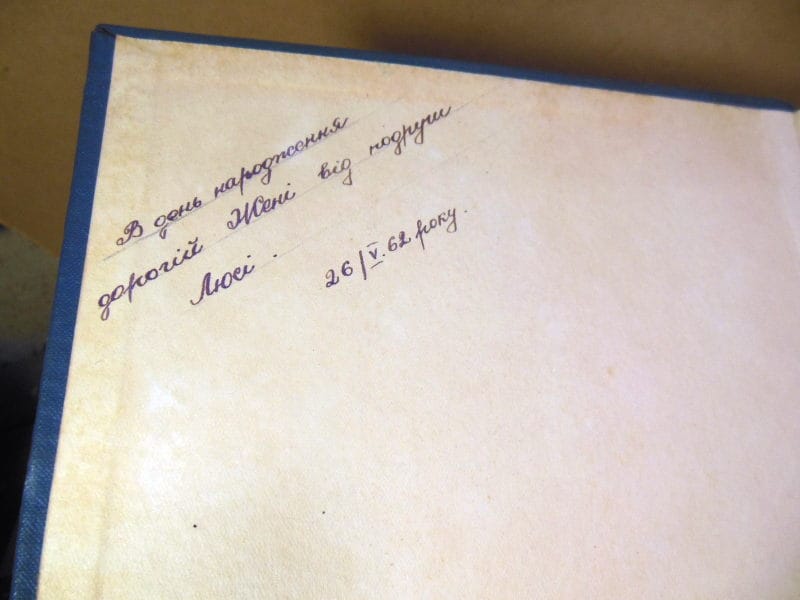 В день народження
дорогій Жені від подруги
Люсі.
26/V.62 року.